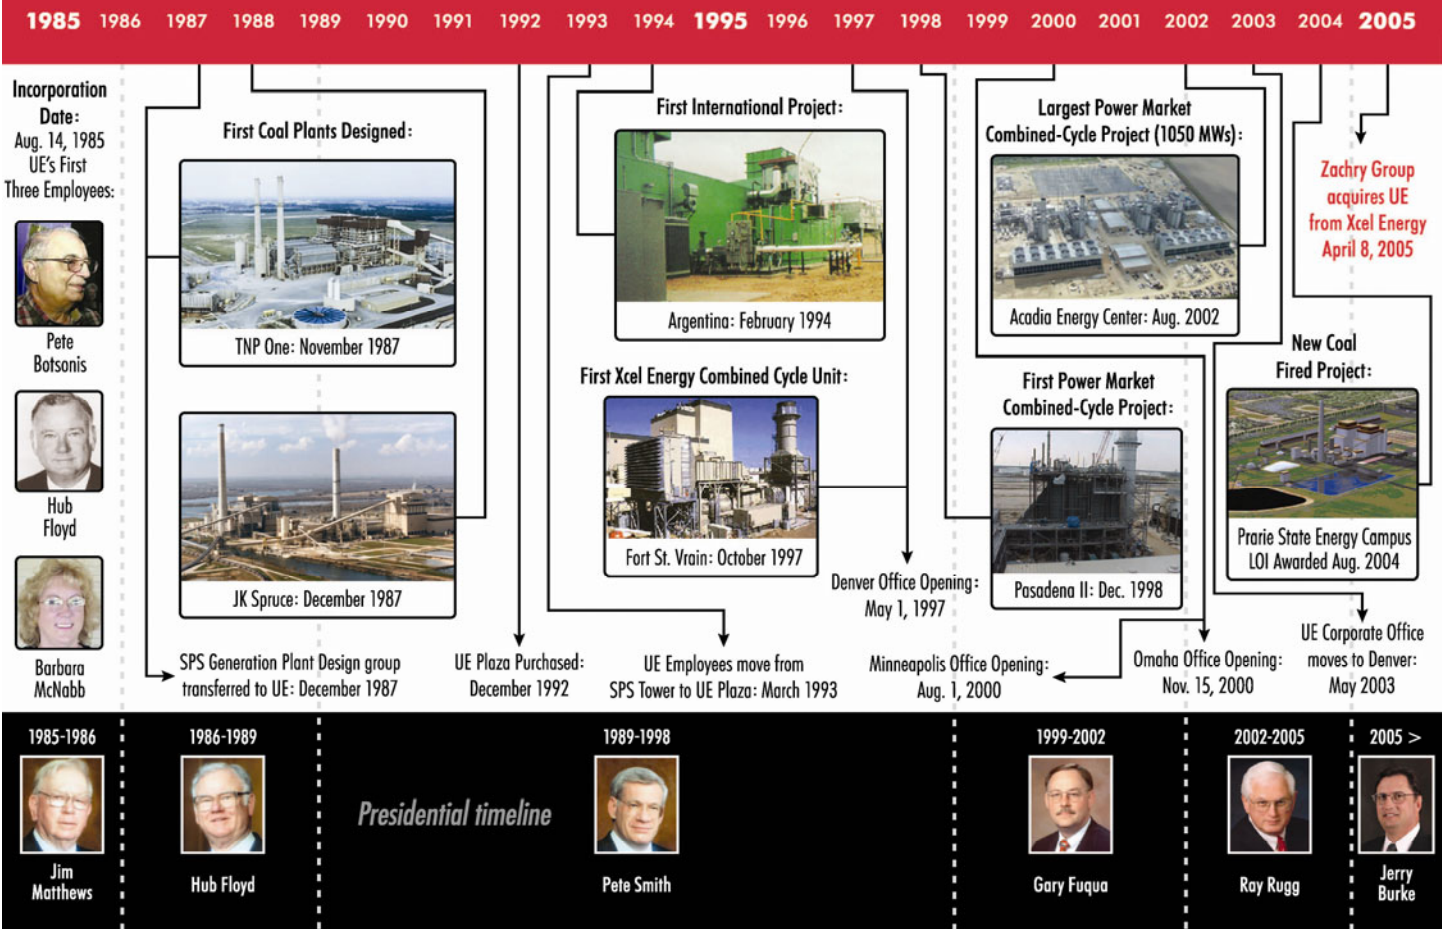 1985 1986 1987 1988 1989 1990 1991 1992 1993 1994 1995 1996 1997 1998 1999 2000 2001 2002 2003 2004 2005
Incorporation
Date:
Aug. 14, 1985
UE's First
Three Employees:
Pete
Botsonis
Hub
Floyd
Barbara
McNabb
First Coal Plants Designed:
TNP One: November 1987
JK Spruce: December 1987
SPS Generation Plant Design group
transferred to UE: December 1987
UE Plaza Purchased:
December 1992
First International Project:
Argentina: February 1994
First Xcel Energy Combined Cycle Unit:
Fort St. Vrain: October 1997
UE Employees move from
SPS Tower to UE Plaza: March 1993
Denver Office Opening:
May 1, 1997
Minneapolis Office Opening:
Aug. 1, 2000
Largest Power Market
Combined-Cycle Project (1050 MWs):
Acadia Energy Center: Aug. 2002
First Power Market
Combined-Cycle Project:
Pasadena II: Dec. 1998
Omaha Office Opening:
Nov. 15, 2000
Zachry Group
acquires UE
from Xcel Energy
April 8, 2005
New Coal
Fired Project:
Prarie State Energy Campus
LOI Awarded Aug. 2004
UE Corporate Office
moves to Denver:
May 2003
Presidential timeline
1985-1986
Jim
Matthews
1986-1989
Hub Floyd
1989-1998
Pete Smith
1999-2002
Gary Fuqua
2002-2005
Ray Rugg
2005 >
Jerry
Burke